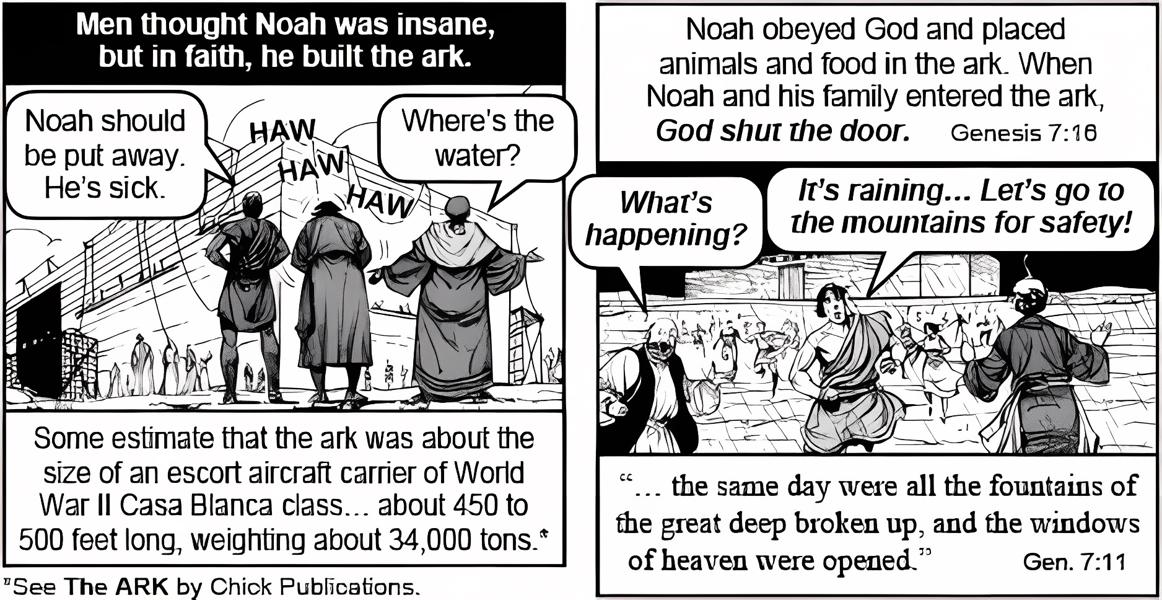 Men thought Noah was insane,
but in faith, he built the ark.
Noah should
be put away.
He's sick.
HAW
HAW
HAW
Where's the
water?
Some estimate that the ark was about the
size of an escort aircraft carrier of World
War II Casa Blanca class... about 450 to
500 feet long, weighting about 34,000 tons.*
"See The ARK by Chick Publications.
Noah obeyed God and placed
animals and food in the ark. When
Noah and his family entered the ark,
God shut the door. Genesis 7:16
What's
happening?
It's raining... Let's go to
the mountains for safety!
"... the same day were all the fountains of
the great deep broken up, and the windows
of heaven were opened." Gen. 7:11